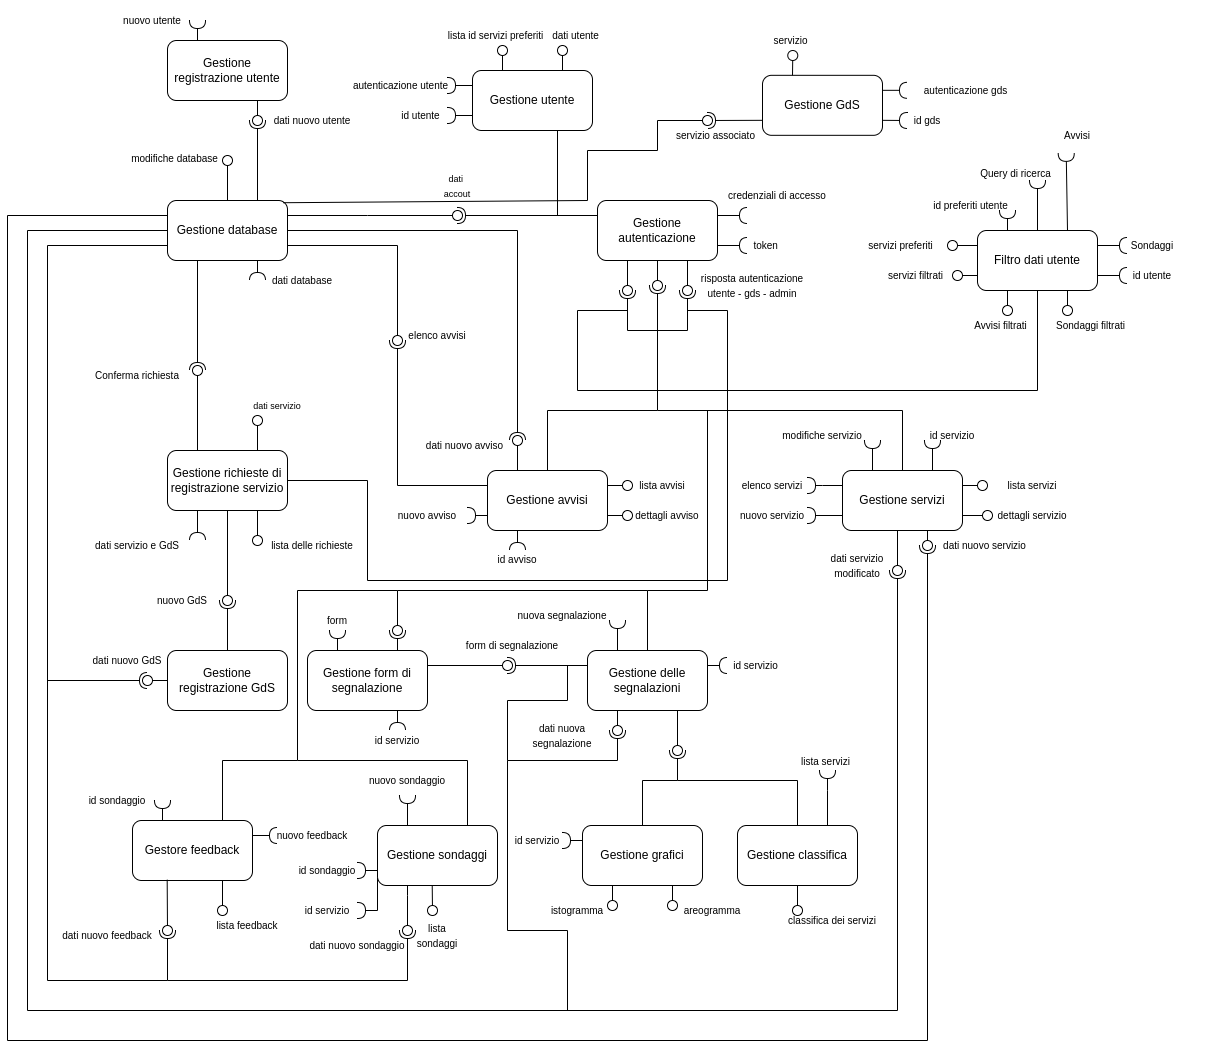 nuovo utente
Gestione
registrazione utente
dati nuovo utente
lista id servizi preferiti
dati utente
autenticazione utente
id utente
Gestione utente
servizio
Gestione GdS
autenticazione gds
id gds
servizio associato
Avvisi
Query di ricerca
id preferiti utente
servizi preferiti
servizi filtrati
Filtro dati utente
Sondaggi
id utente
Avvisi filtrati
Sondaggi filtrati
modifiche database
dati
accout
Gestione database
dati database
Gestione
autenticazione
credenziali di accesso
token
risposta autenticazione
utente - gds - admin
elenco avvisi
Conferma richiesta
dati servizio
dati nuovo avviso
Gestione richieste di
registrazione servizio
dati servizio e GdS
lista delle richieste
nuovo avviso
Gestione avvisi
lista avvisi
dettagli avviso
id avviso
modifiche servizio
id servizio
elenco servizi
nuovo servizio
Gestione servizi
lista servizi
dettagli servizio
dati servizio
modificato
dati nuovo servizio
nuovo GdS
dati nuovo GdS
Gestione
registrazione GdS
form
Gestione form di
segnalazione
id servizio
form di segnalazione
nuova segnalazione
Gestione delle
segnalazioni
id servizio
dati nuova
segnalazione
lista servizi
id sondaggio
Gestore feedback
nuovo feedback
dati nuovo feedback
lista feedback
nuovo sondaggio
Gestione sondaggi
id sondaggio
id servizio
dati nuovo sondaggio
lista
sondaggi
id servizio
Gestione grafici
istogramma
areogramma
Gestione classifica
classifica dei servizi